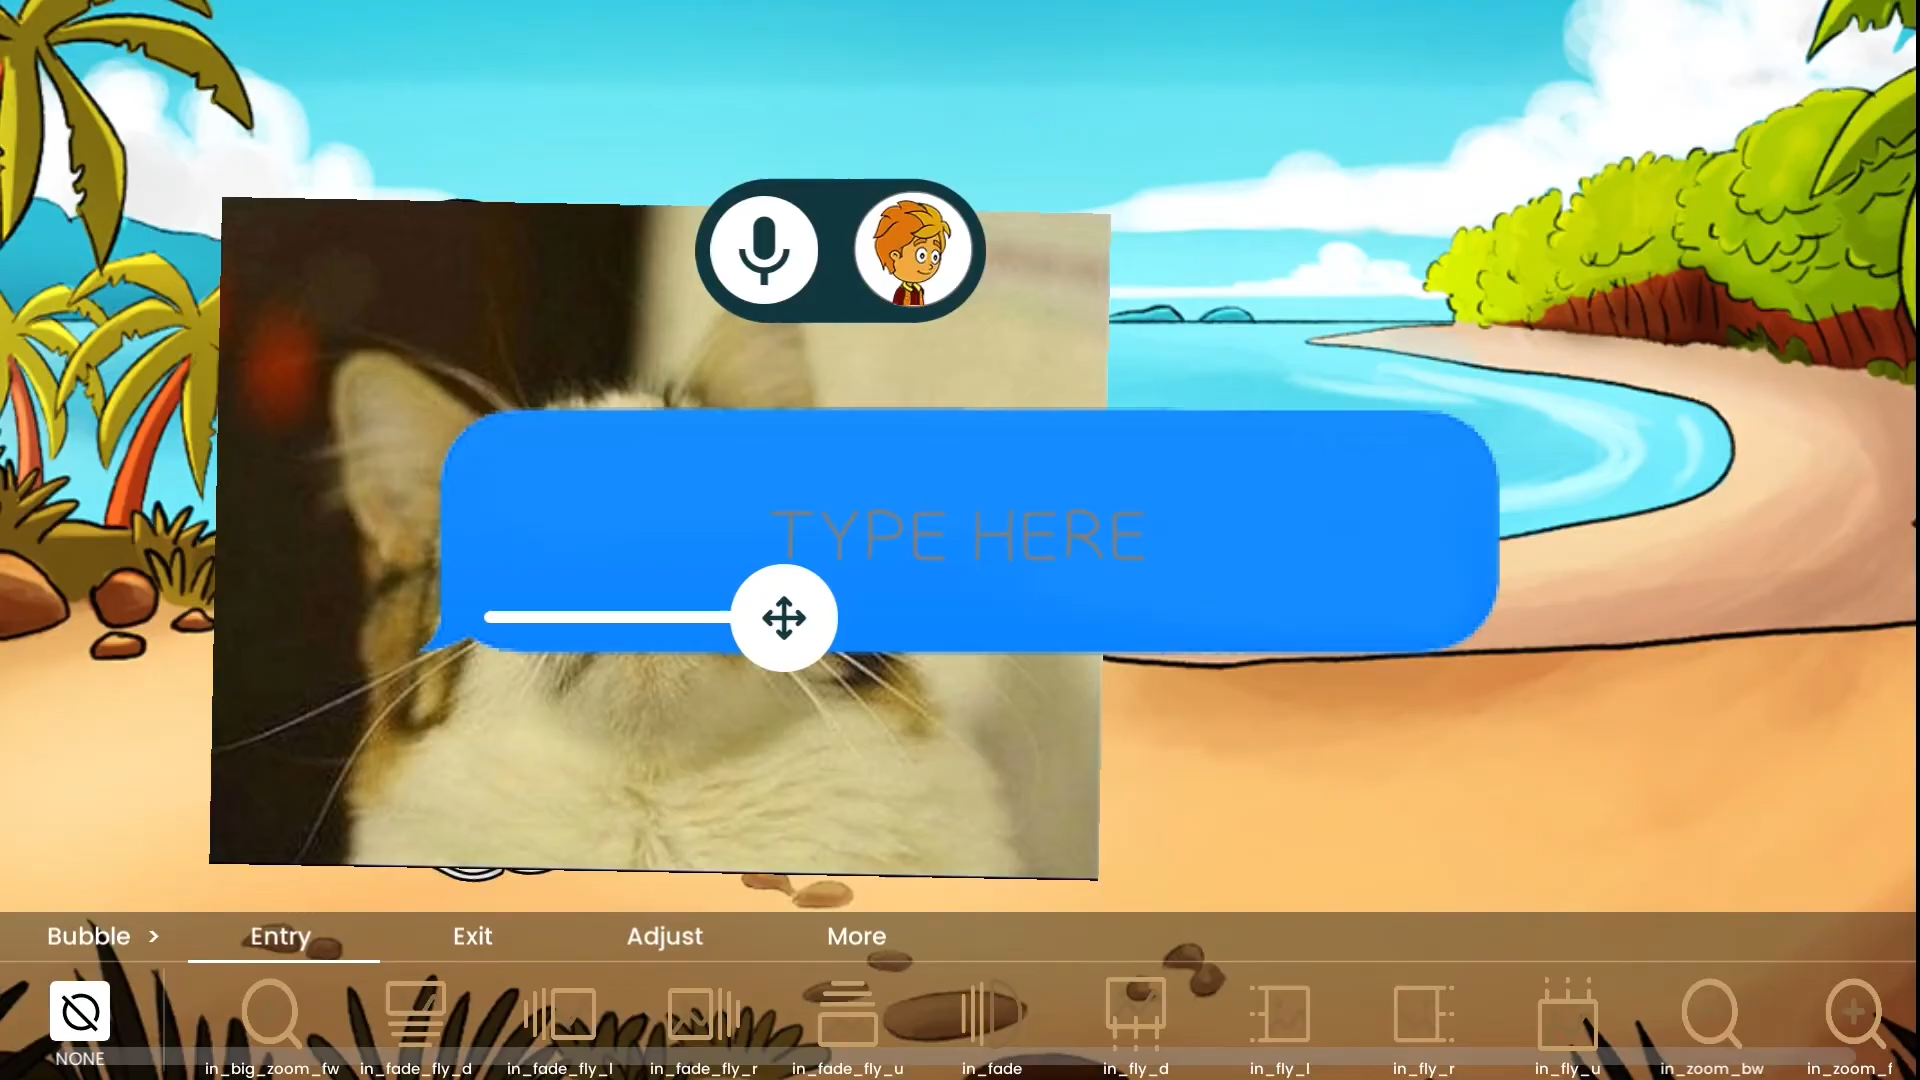 TYPE HERE
Bubble > Entry Exit Adjust More
NONE in_big_zoom_fw in_fade_fly_d in_fade_fly_l in_fade_fly_r in_fade_fly_u in_fade in_fly_d in_fly_l in_fly_r in_fly_u in_zoom_bw in_zoom_f